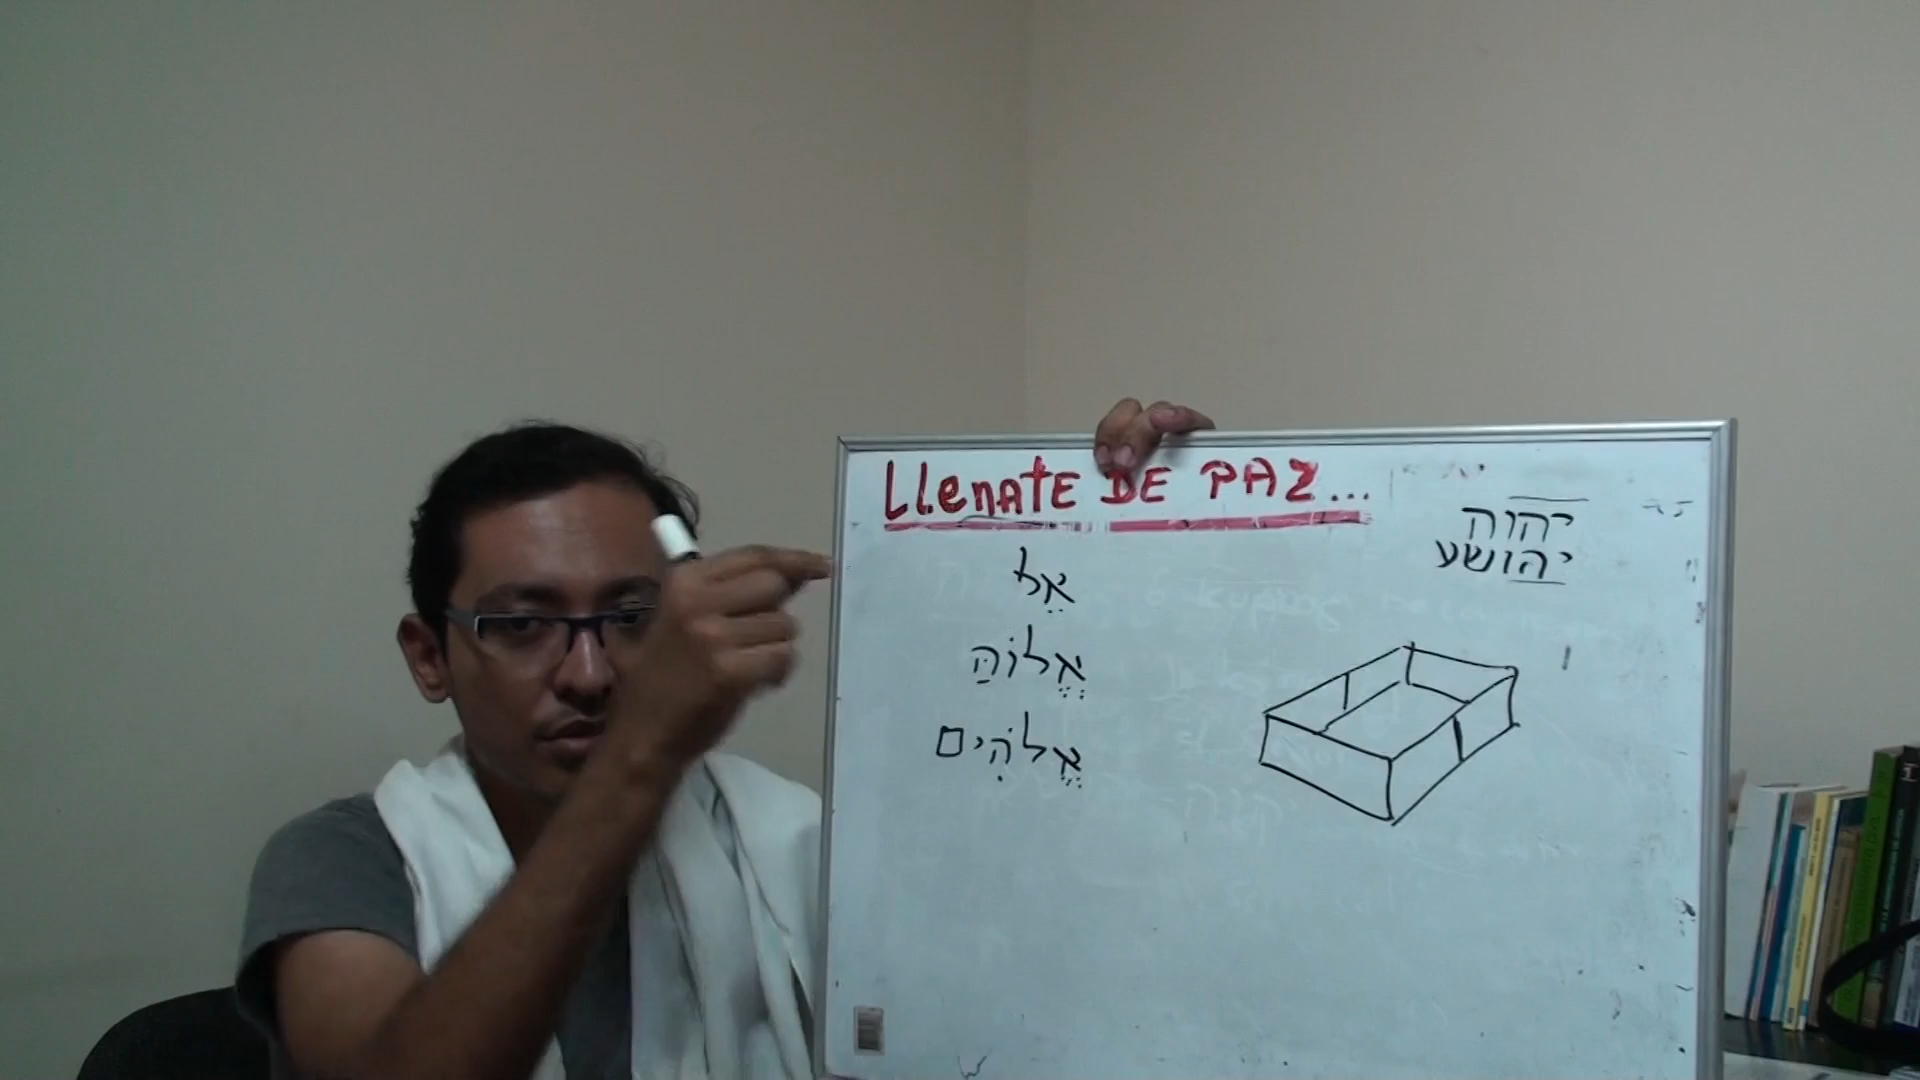 LlenAtE DE PAZ...
יהוה
יהושע
אֵל
אֱלוֹהַּ
אֱלֹהִים